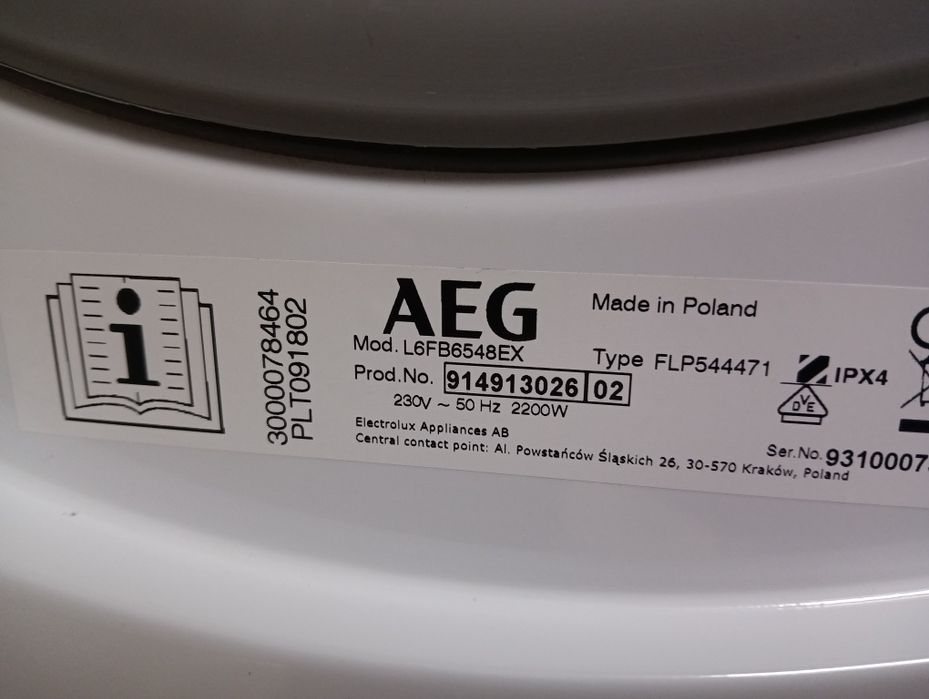 3000078464
PLT091802
AEG
Made in Poland
Mod. L6FB6548EX
Type FLP544471
IPX4
Prod.No. 914913026 02
DVE
230V ~ 50 Hz 2200W
Electrolux Appliances AB
Ser.No.
Central contact point: Al. Powstańców Śląskich 26, 30-570 Kraków, Poland